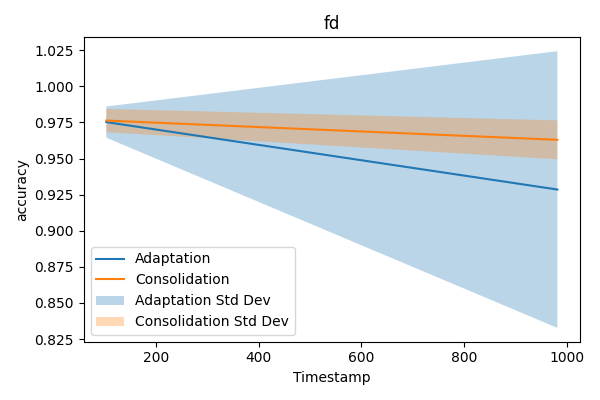 fd
accuracy
1.025
1.000
0.975
0.950
0.925
0.900
0.875
0.850
0.825
Adaptation
Consolidation
Adaptation Std Dev
Consolidation Std Dev
200 400 600 800 1000
Timestamp